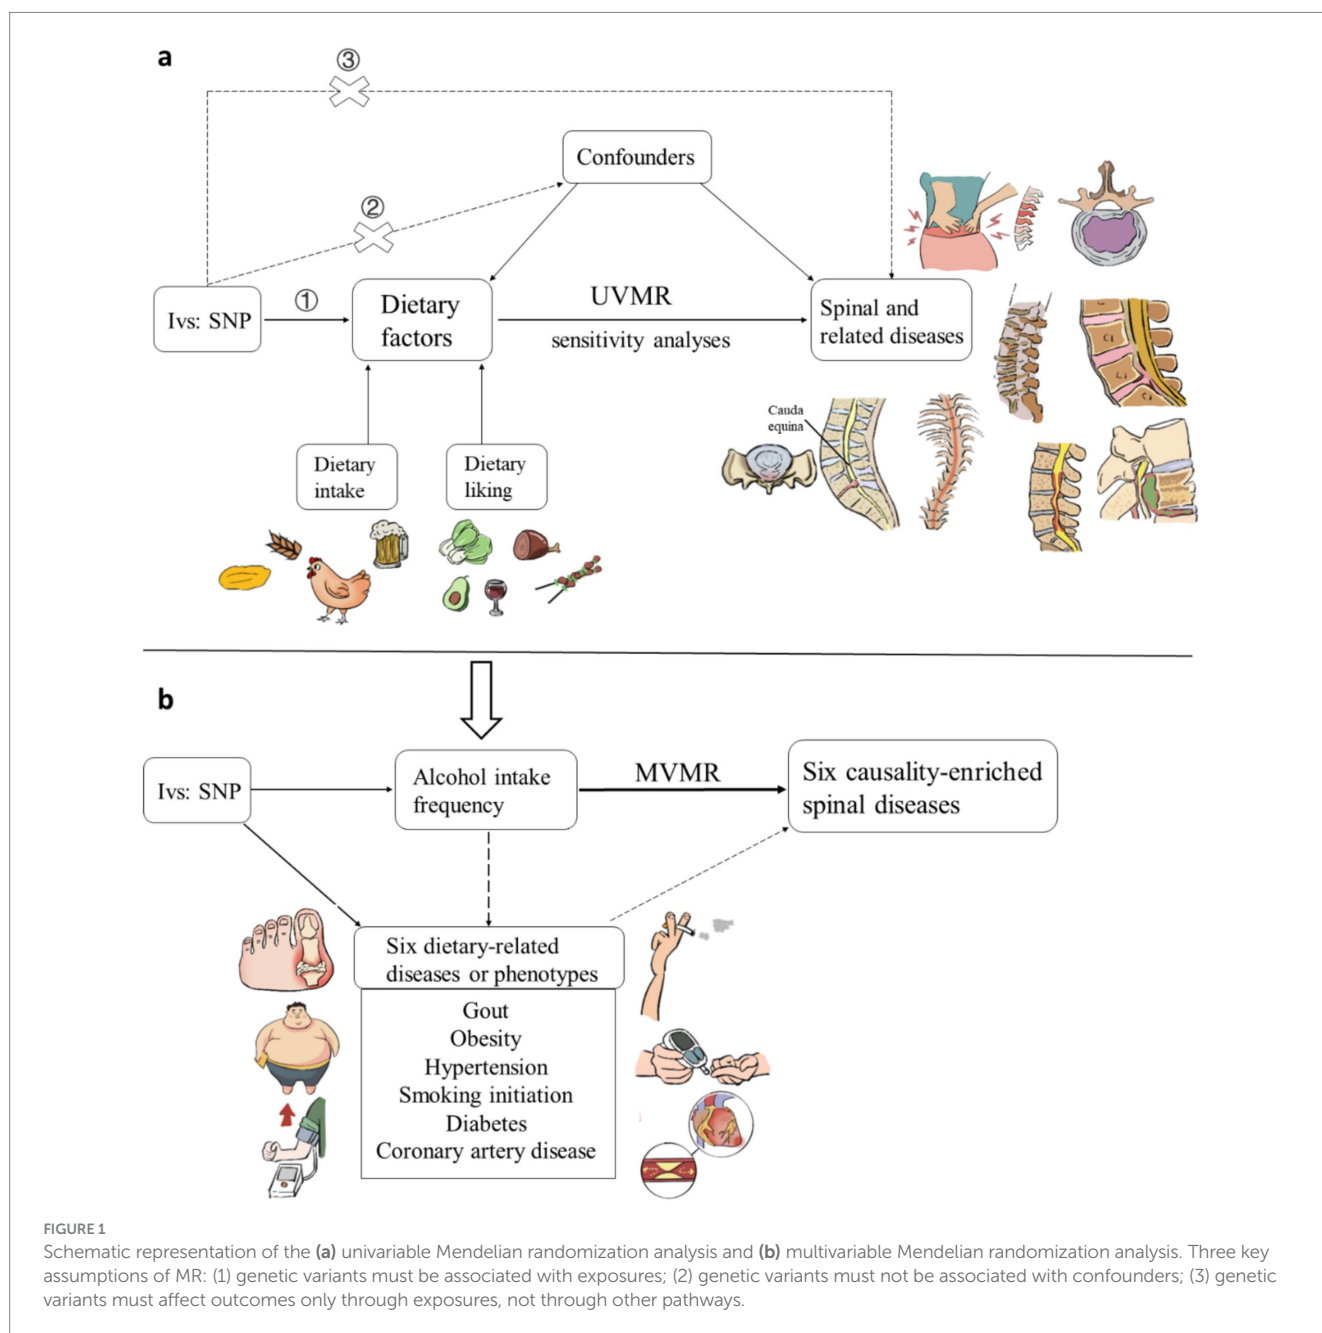 a
③
Confounders
②
Ivs: SNP
①
Dietary
factors
UVMR
sensitivity analyses
Spinal and
related diseases
Dietary
intake
Dietary
liking
Cauda
equina
b
Ivs: SNP
Alcohol intake
frequency
MVMR
Six causality-enriched
spinal diseases
Six dietary-related
diseases or phenotypes
Gout
Obesity
Hypertension
Smoking initiation
Diabetes
Coronary artery disease
FIGURE 1
Schematic representation of the (a) univariable Mendelian randomization analysis and (b) multivariable Mendelian randomization analysis. Three key
assumptions of MR: (1) genetic variants must be associated with exposures; (2) genetic variants must not be associated with confounders; (3) genetic
variants must affect outcomes only through exposures, not through other pathways.